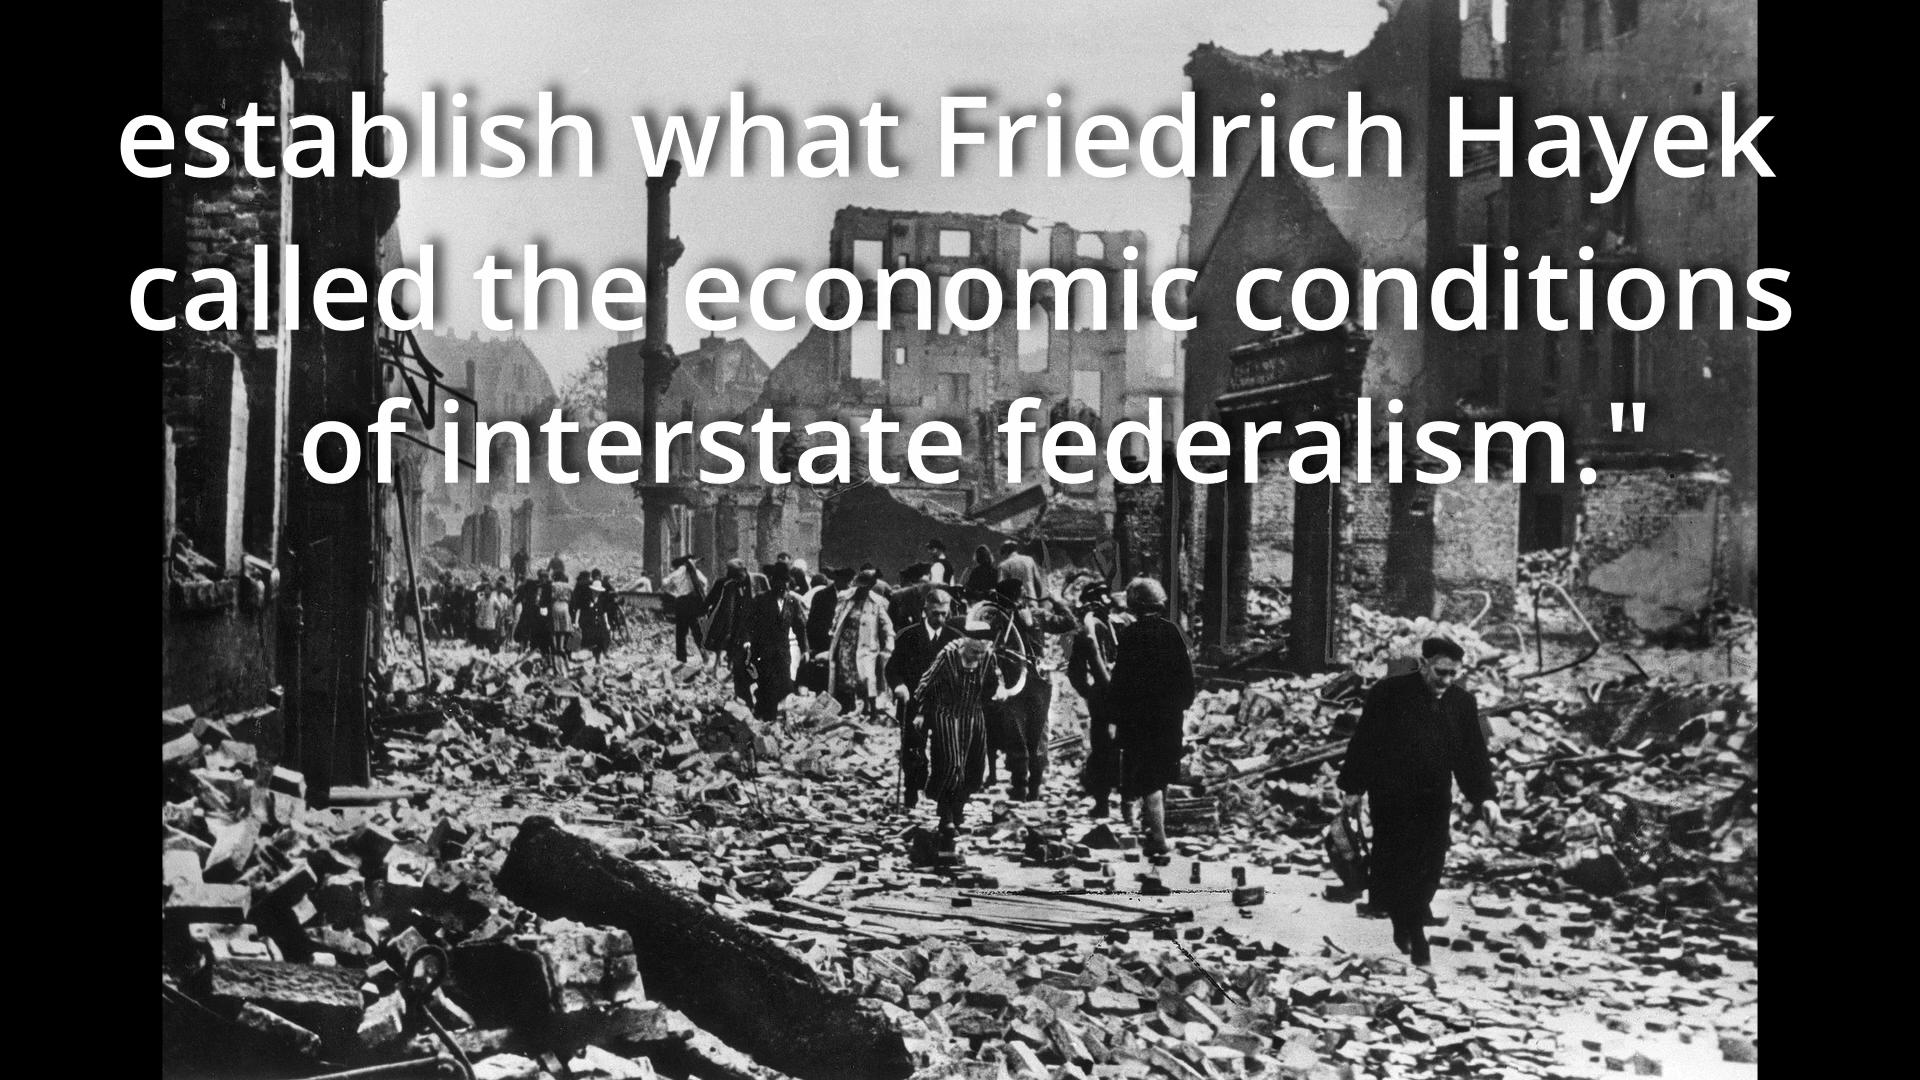 establish what Friedrich Hayek
called the economic conditions
of interstate federalism."